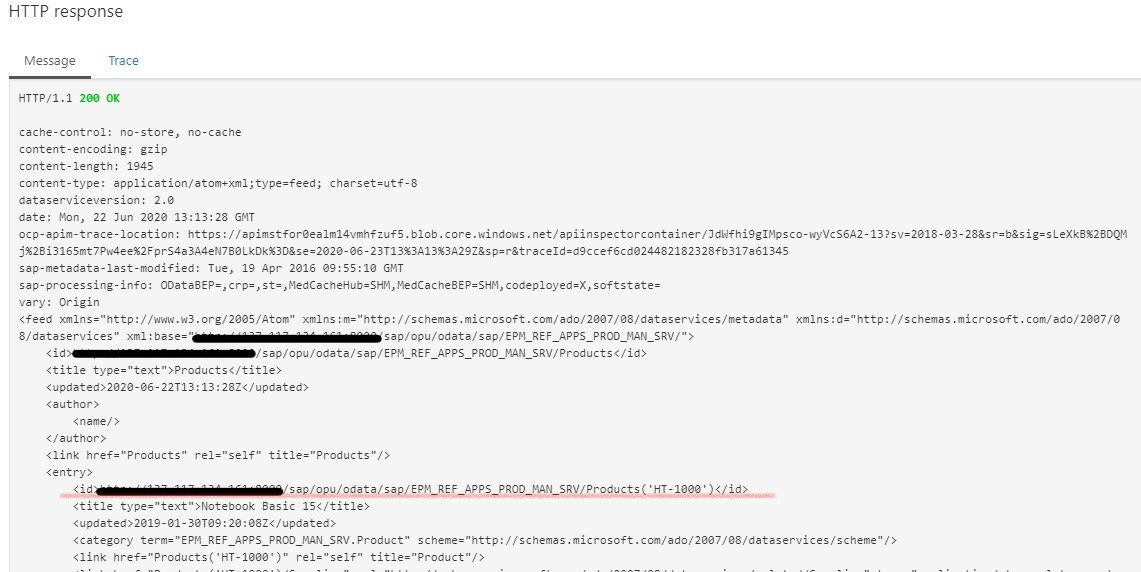 HTTP response
Message
Trace
HTTP/1.1 200 OK
cache-control: no-store, no-cache
content-encoding: gzip
content-length: 1945
content-type: application/atom+xml;type=feed; charset=utf-8
dataserviceversion: 2.0
date: Mon, 22 Jun 2020 13:13:28 GMT
ocp-apim-trace-location: https://apimstfor0ealm14vmhfzuf5.blob.core.windows.net/apiinspectorcontainer/JdWfhi9gIMpsco-wyVcS6A2-13?sv=2018-03-28&sr=b&sig=sLeXkB%2BDQM
j%2Bi3165mt7Pw4ee%2FprS4a3A4eN7B0LkDk%3D&se=2020-06-23T13%3A13%3A29Z&sp=r&traceId=d9ccef6cd024482182328fb317a61345
sap-metadata-last-modified: Tue, 19 Apr 2016 09:55:10 GMT
sap-processing-info: ODataBEP=,crp=,st=,MedCacheHub=SHM,MedCacheBEP=SHM,codeployed=X,softstate=
vary: Origin
<feed xmlns="http://www.w3.org/2005/Atom" xmlns:m="http://schemas.microsoft.com/ado/2007/08/dataservices/metadata" xmlns:d="http://schemas.microsoft.com/ado/2007/0
8/dataservices" xml:base="/sap/opu/odata/sap/EPM_REF_APPS_PROD_MAN_SRV/">
<id>/sap/opu/odata/sap/EPM_REF_APPS_PROD_MAN_SRV/Products</id>
<title type="text">Products</title>
<updated>2020-06-22T13:13:28Z</updated>
<author>
<name/>
</author>
<link href="Products" rel="self" title="Products"/>
<entry>
<id>/sap/opu/odata/sap/EPM_REF_APPS_PROD_MAN_SRV/Products('HT-1000')</id>
<title type="text">Notebook Basic 15</title>
<updated>2019-01-30T09:20:08Z</updated>
<category term="EPM_REF_APPS_PROD_MAN_SRV.Product" scheme="http://schemas.microsoft.com/ado/2007/08/dataservices/scheme"/>
<link href="Products('HT-1000')" rel="self" title="Product"/>